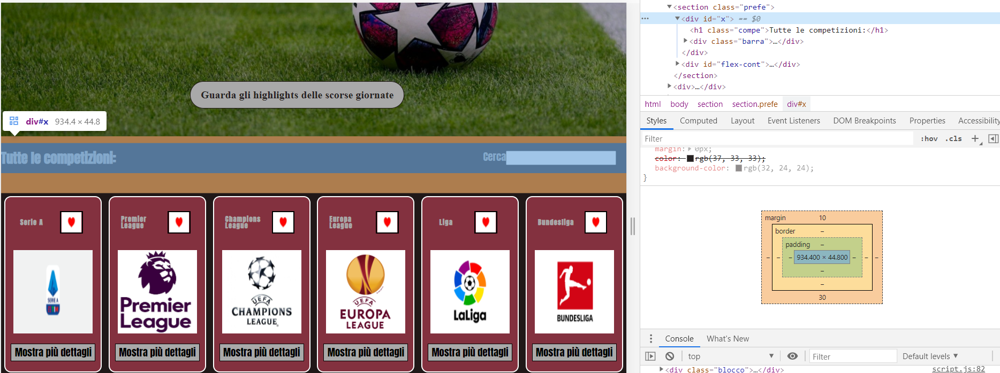 Guarda gli highlights delle scorse giornate
div#x 934.4 × 44.8
Tutte le competizioni:
Cerca
Serie A
Premier
League
Champions
League
Europa
League
Liga
Bundesliga
SERIE A
TIM
Premier
League
UEFA
CHAMPIONS
LEAGUE
UEFA
EUROPA
LEAGUE
LaLiga
BUNDESLIGA
Mostra più dettagli
Mostra più dettagli
Mostra più dettagli
Mostra più dettagli
Mostra più dettagli
Mostra più dettagli
<section class="prefe">
<div id="x"> == $0
<h1 class="compe">Tutte le competizioni:</h1>
<div class="barra">…</div>
</div>
<div id="flex-cont">…</div>
</section>
<div>…</div>
html body section section.prefe div#x
Styles Computed Layout Event Listeners DOM Breakpoints Properties Accessibility
Filter :hov .cls
margin: 0px;
color: rgb(37, 33, 33);
background-color: rgb(32, 24, 24);
}
margin 10
border –
padding –
– – – 934.400 × 44.800 – – –
–
–
30
Console What's New
top Filter Default levels
<div class="blocco">…</div> script.js:82